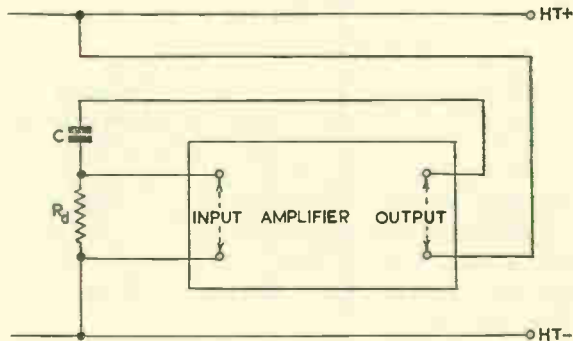 HT+
C
Rd
INPUT AMPLIFIER OUTPUT
HT-